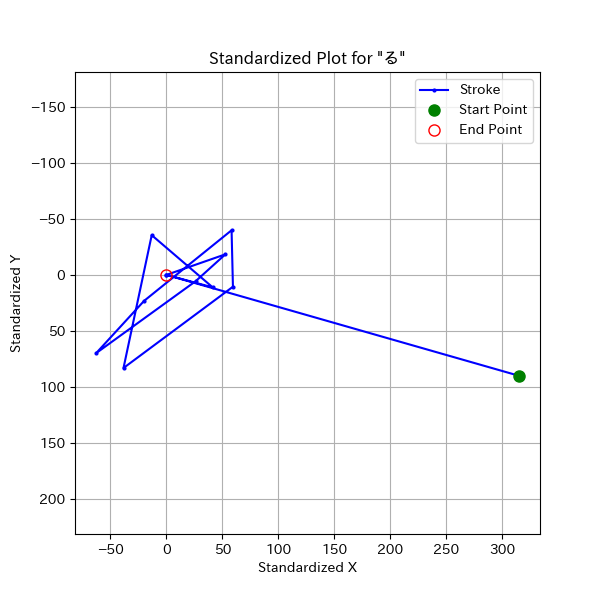 Standardized Plot for "る"
Stroke
Start Point
End Point
−150
−100
−50
0
50
100
150
200
Standardized Y
−50
0
50
100
150
200
250
300
Standardized X